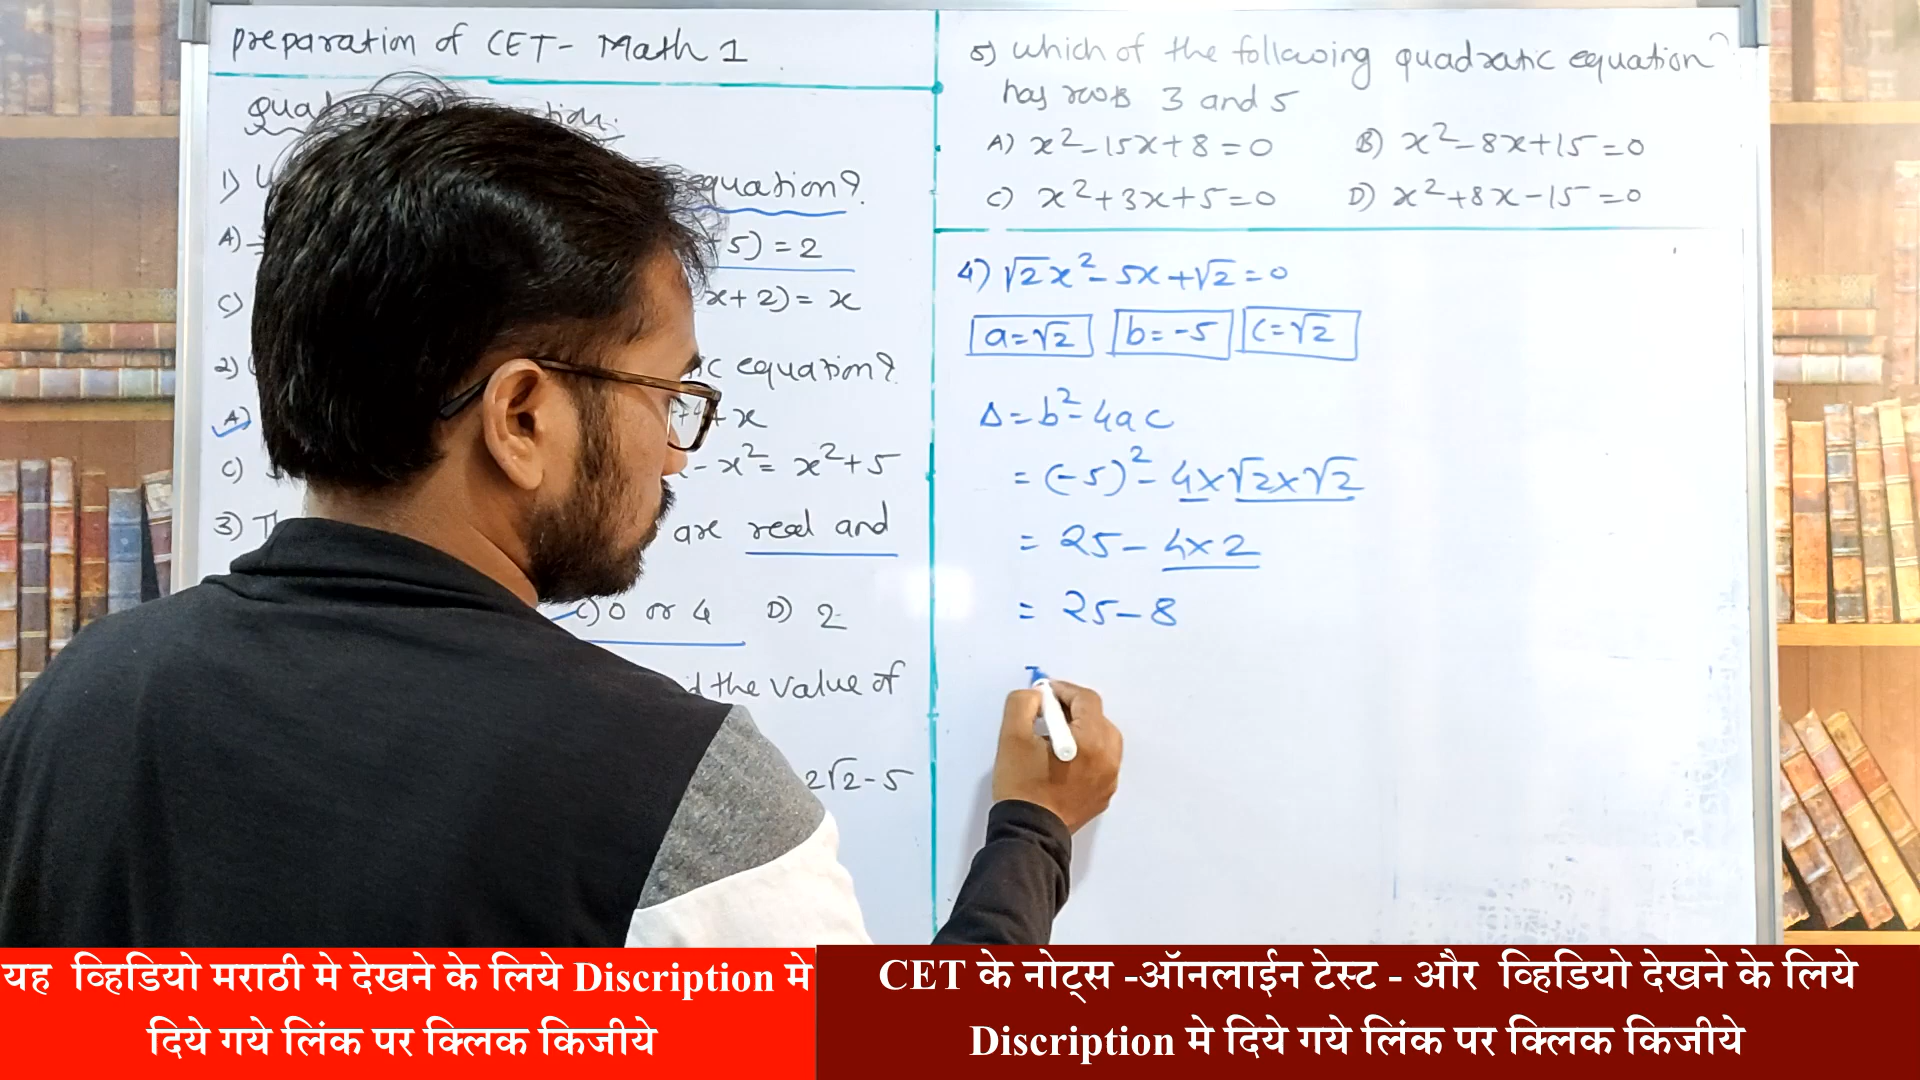 preparation of CET - Math 1
1)
equation?
A)
5) = 2
C)
x + 2) = x
2)
equation?
A)
+ x
C)
- x² = x² + 5
3)
are real and
C) 0 or 4 D) 2
the value of
2√2 - 5
5) which of the following quadratic equation
has roots 3 and 5
A) x² - 15x + 8 = 0 B) x² - 8x + 15 = 0
C) x² + 3x + 5 = 0 D) x² + 8x - 15 = 0
4) √2x² - 5x + √2 = 0
a = √2 b = -5 c = √2
Δ = b² - 4ac
= (-5)² - 4×√2×√2
= 25 - 4×2
= 25 - 8
यह व्हिडियो मराठी मे देखने के लिये Discription मे
दिये गये लिंक पर क्लिक किजीये
CET के नोट्स -ऑनलाईन टेस्ट - और व्हिडियो देखने के लिये
Discription मे दिये गये लिंक पर क्लिक किजीये